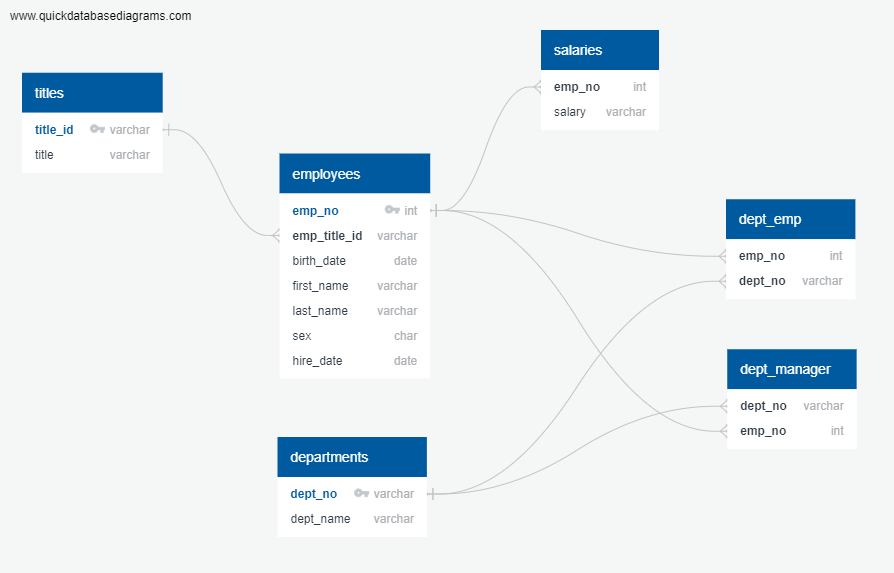 www.quickdatabasediagrams.com
titles
title_id varchar
title varchar
employees
emp_no int
emp_title_id varchar
birth_date date
first_name varchar
last_name varchar
sex char
hire_date date
departments
dept_no varchar
dept_name varchar
salaries
emp_no int
salary varchar
dept_emp
emp_no int
dept_no varchar
dept_manager
dept_no varchar
emp_no int